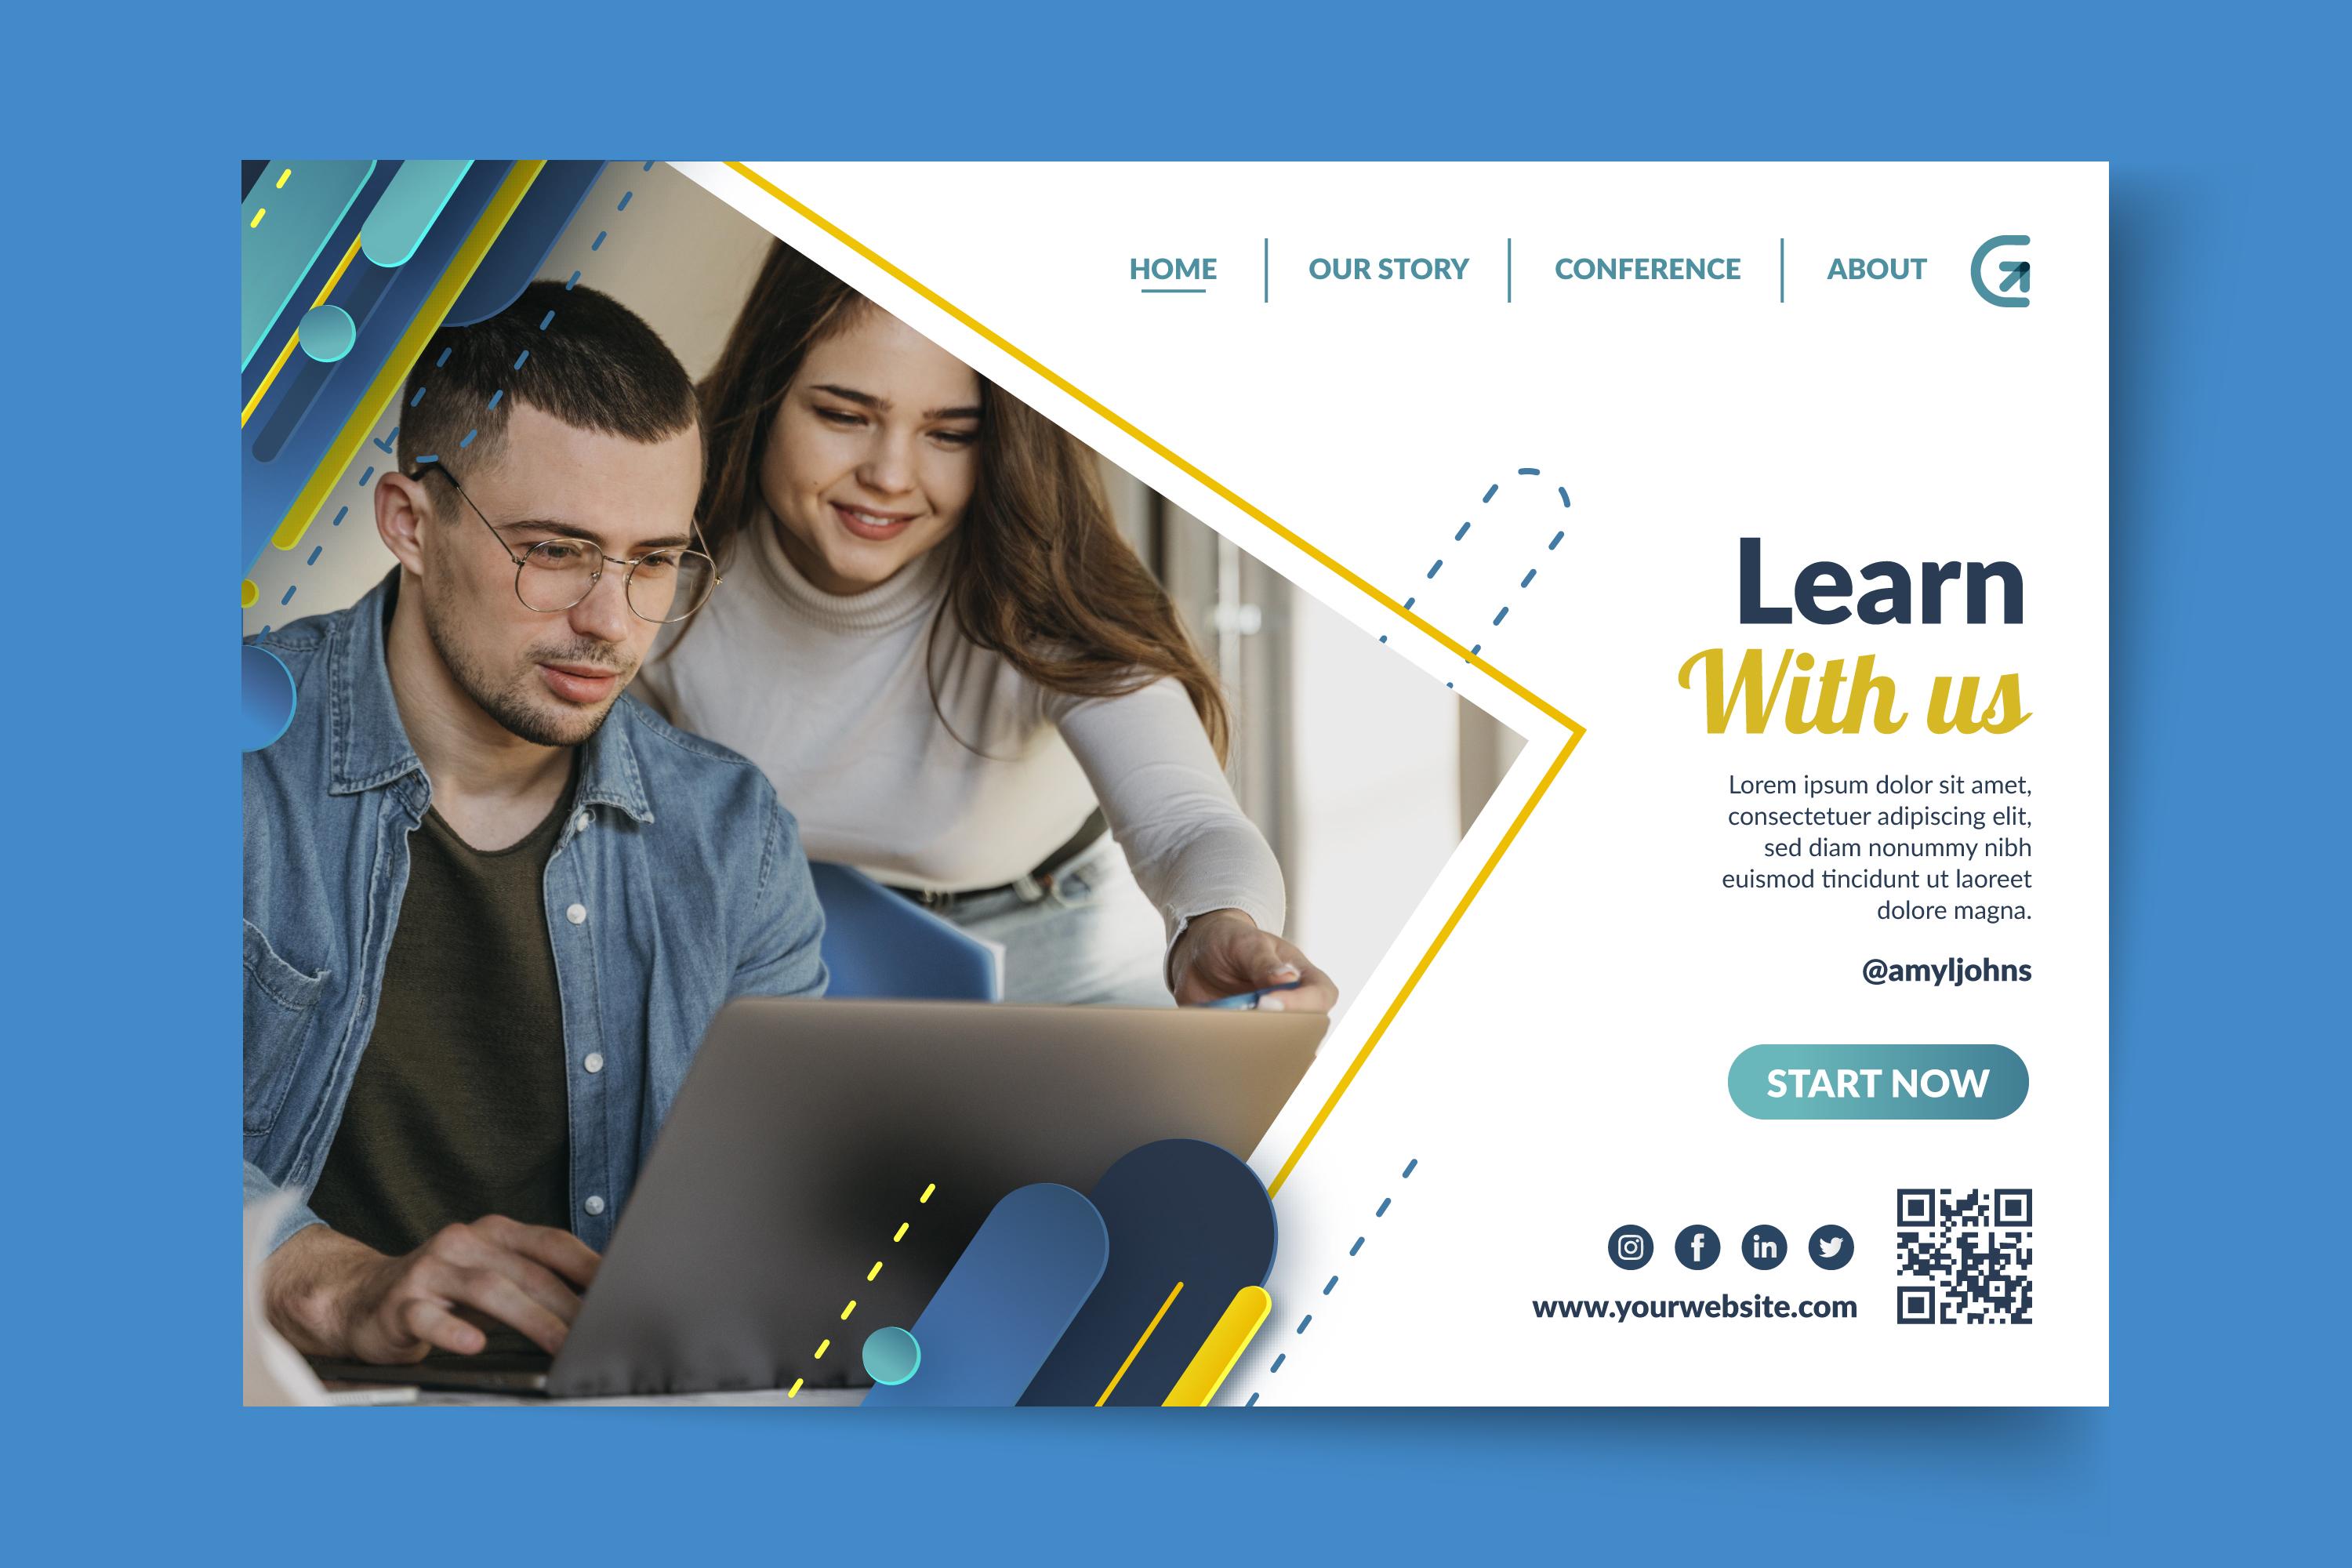 HOME
OUR STORY
CONFERENCE
ABOUT
Learn
With us
Lorem ipsum dolor sit amet,
consectetuer adipiscing elit,
sed diam nonummy nibh
euismod tincidunt ut laoreet
dolore magna.
@amyljohns
START NOW
www.yourwebsite.com